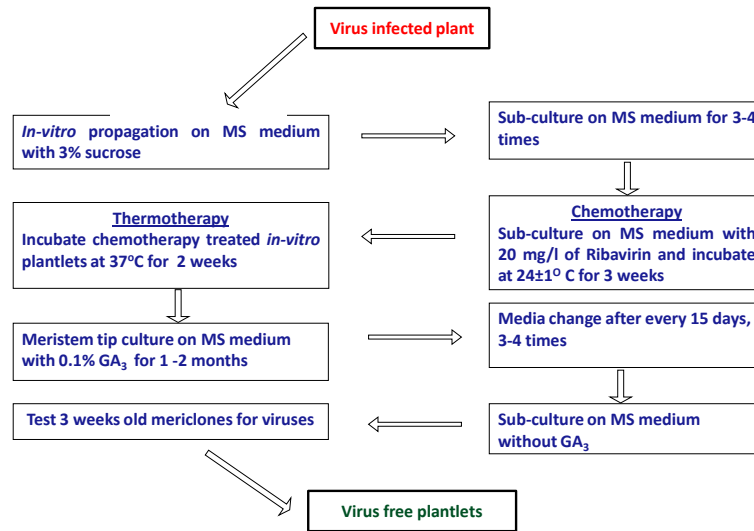 Virus infected plant
In-vitro propagation on MS medium
with 3% sucrose
Sub-culture on MS medium for 3-4
times
Chemotherapy
Sub-culture on MS medium with
20 mg/l of Ribavirin and incubate
at 24±1⁰ C for 3 weeks
Thermotherapy
Incubate chemotherapy treated in-vitro
plantlets at 37°C for 2 weeks
Meristem tip culture on MS medium
with 0.1% GA₃ for 1 -2 months
Media change after every 15 days,
3-4 times
Sub-culture on MS medium
without GA₃
Test 3 weeks old mericlones for viruses
Virus free plantlets